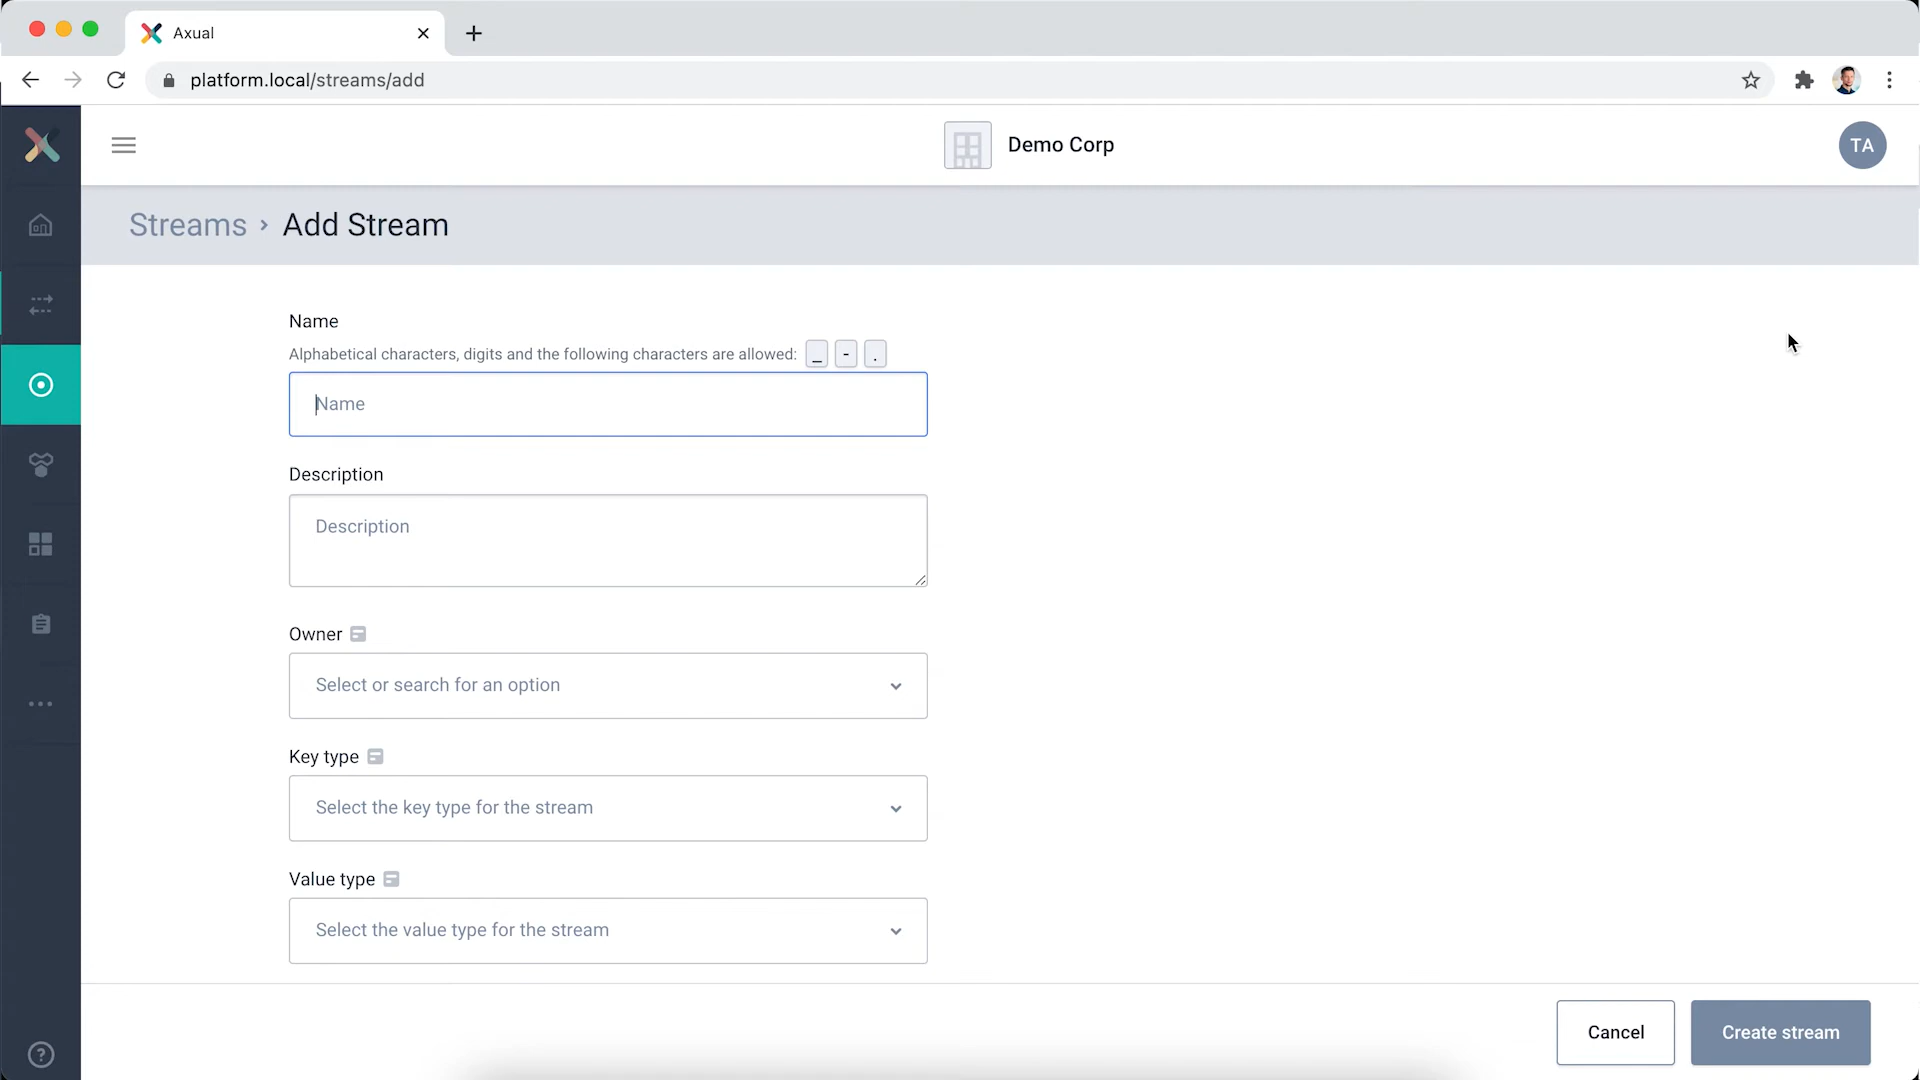 Axual
platform.local/streams/add
Demo Corp
TA
Streams › Add Stream
Name
Alphabetical characters, digits and the following characters are allowed: _ - .
Name
Description
Description
Owner
Select or search for an option
Key type
Select the key type for the stream
Value type
Select the value type for the stream
Cancel
Create stream